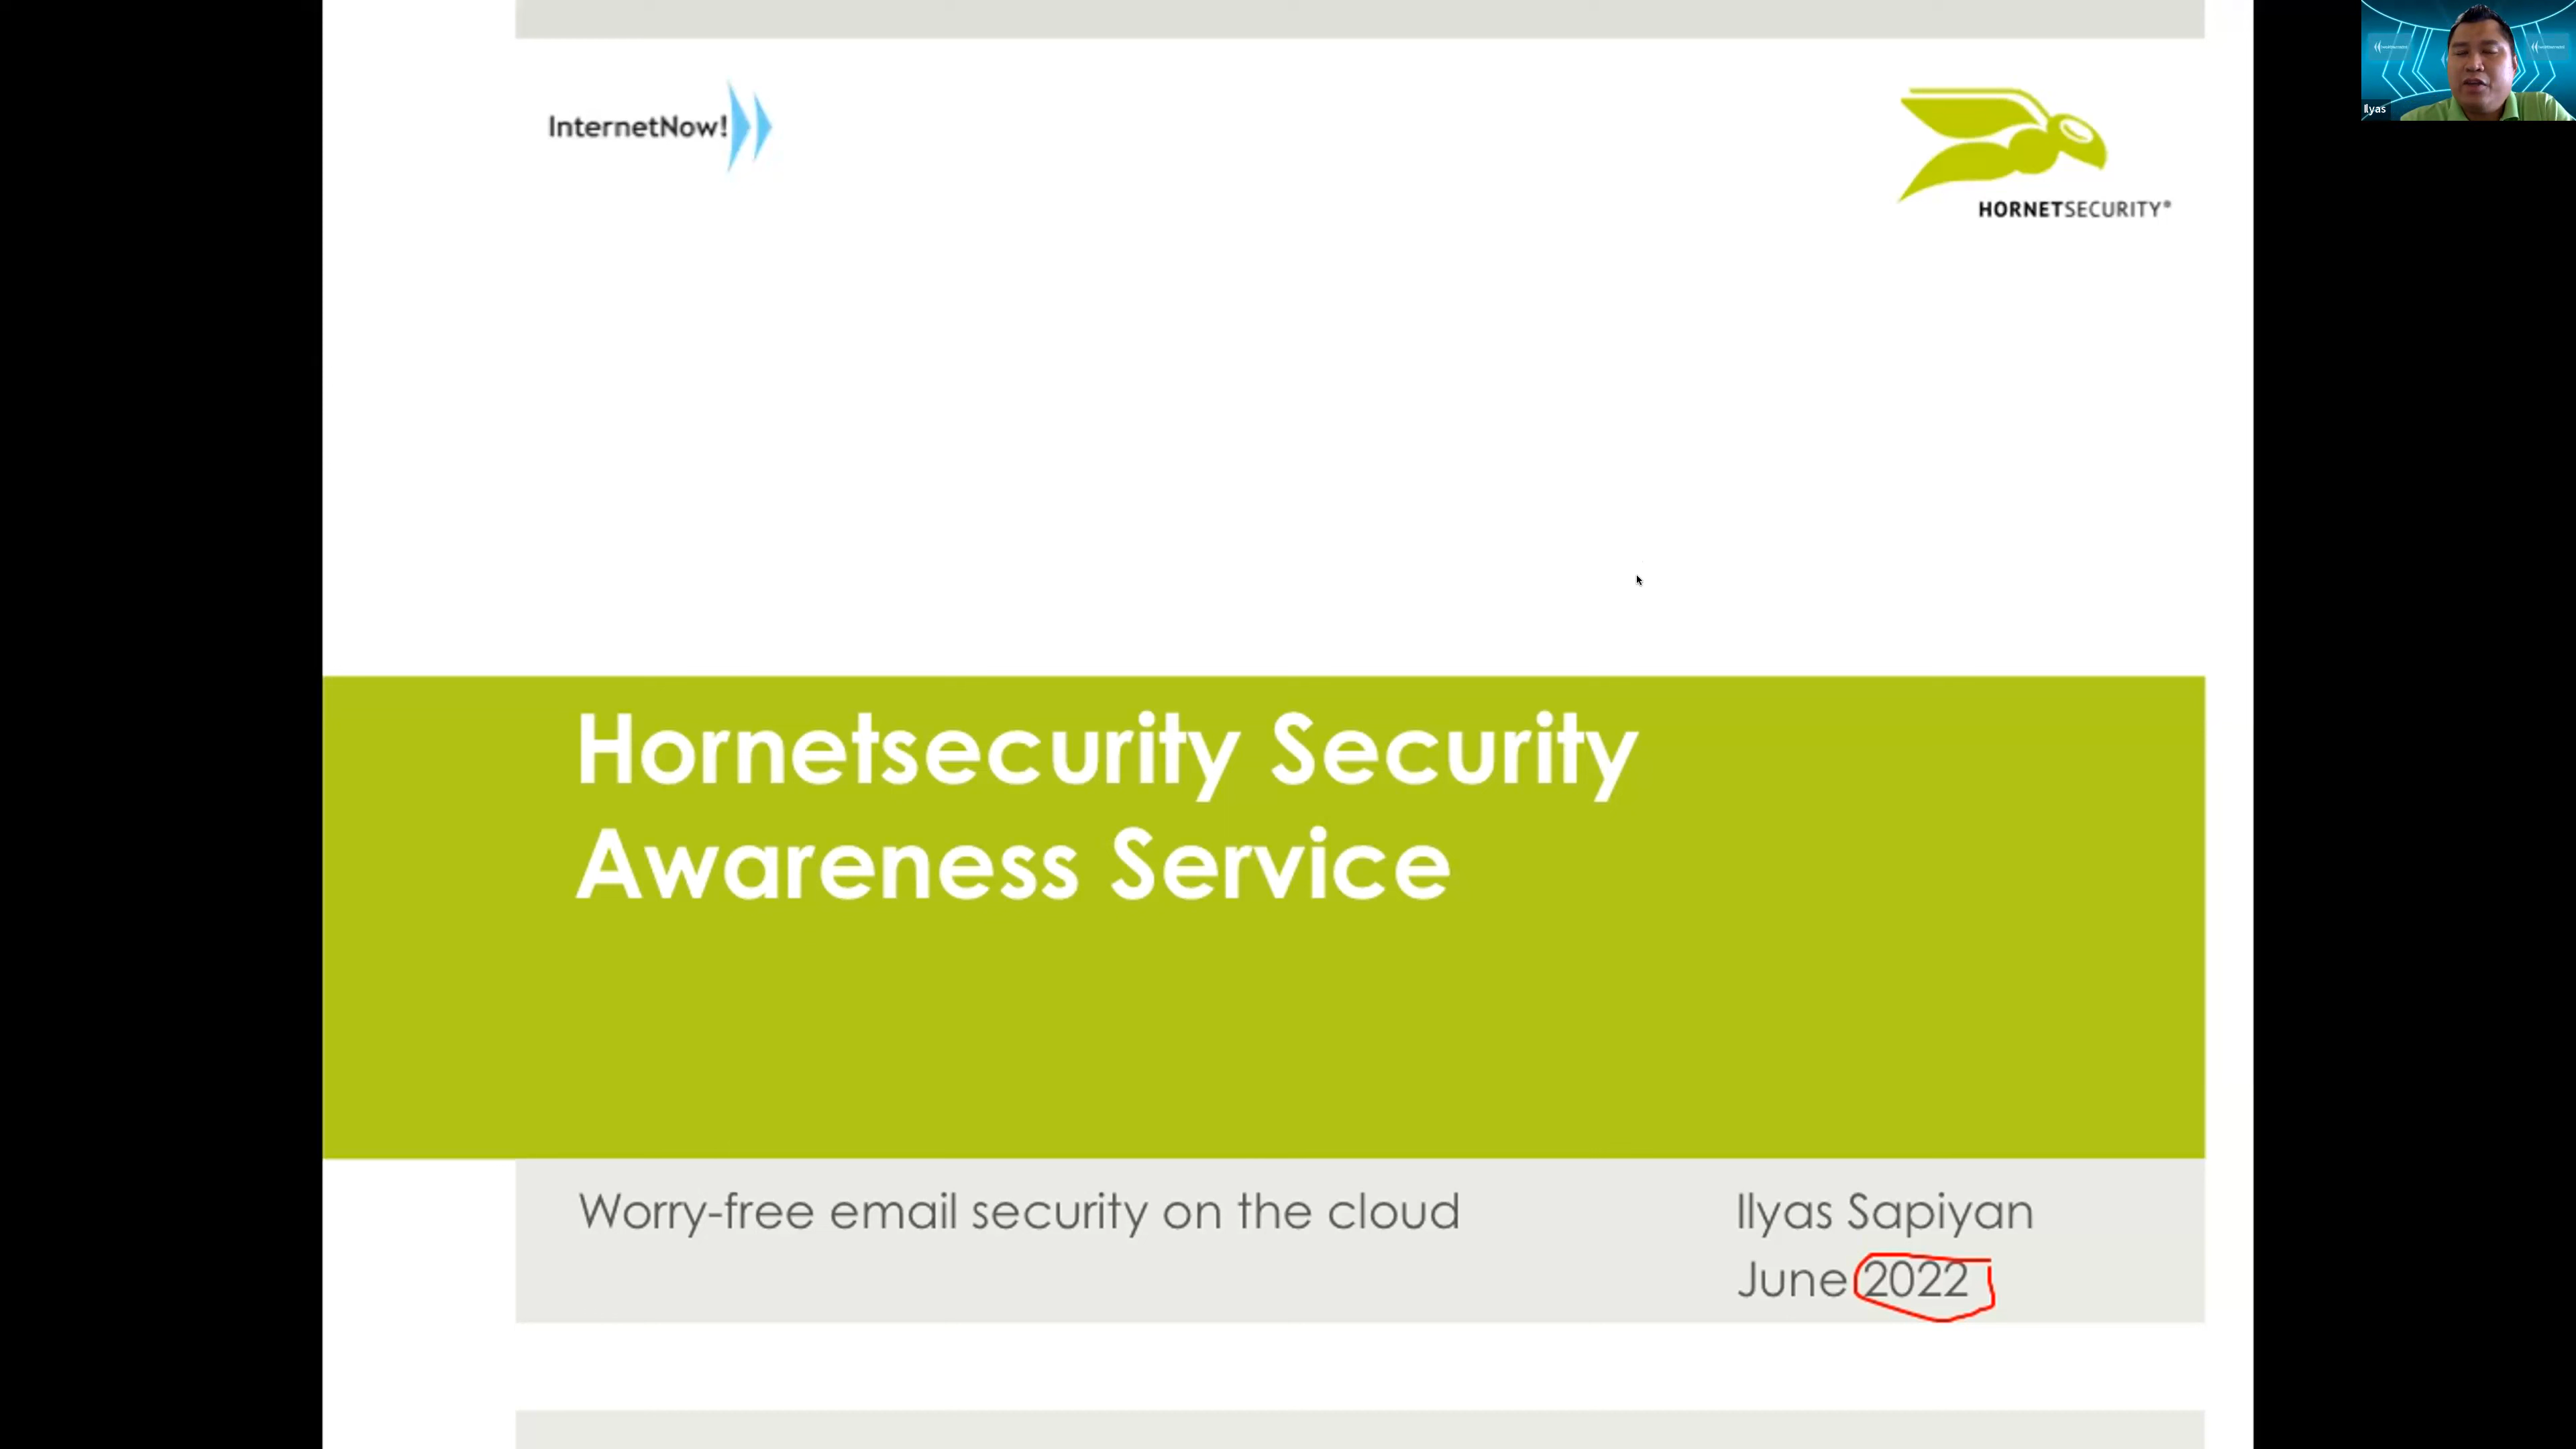 InternetNow!
HORNETSECURITY®
Ilyas
Hornetsecurity Security
Awareness Service
Worry-free email security on the cloud
Ilyas Sapiyan
June 2022